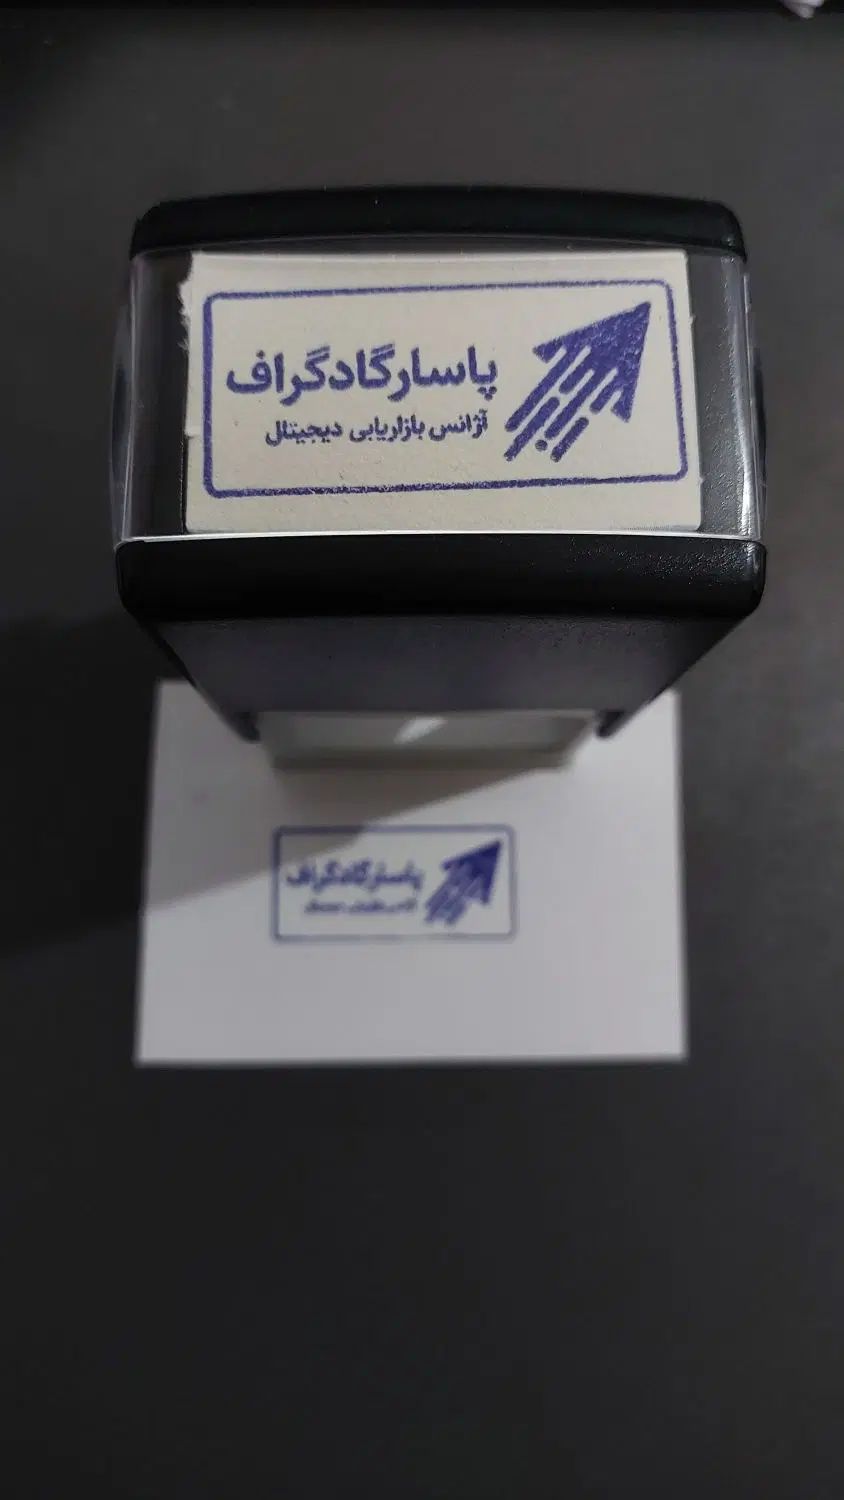 پاسارگادگراف
آژانس بازاریابی دیجیتال
پاسارگادگراف